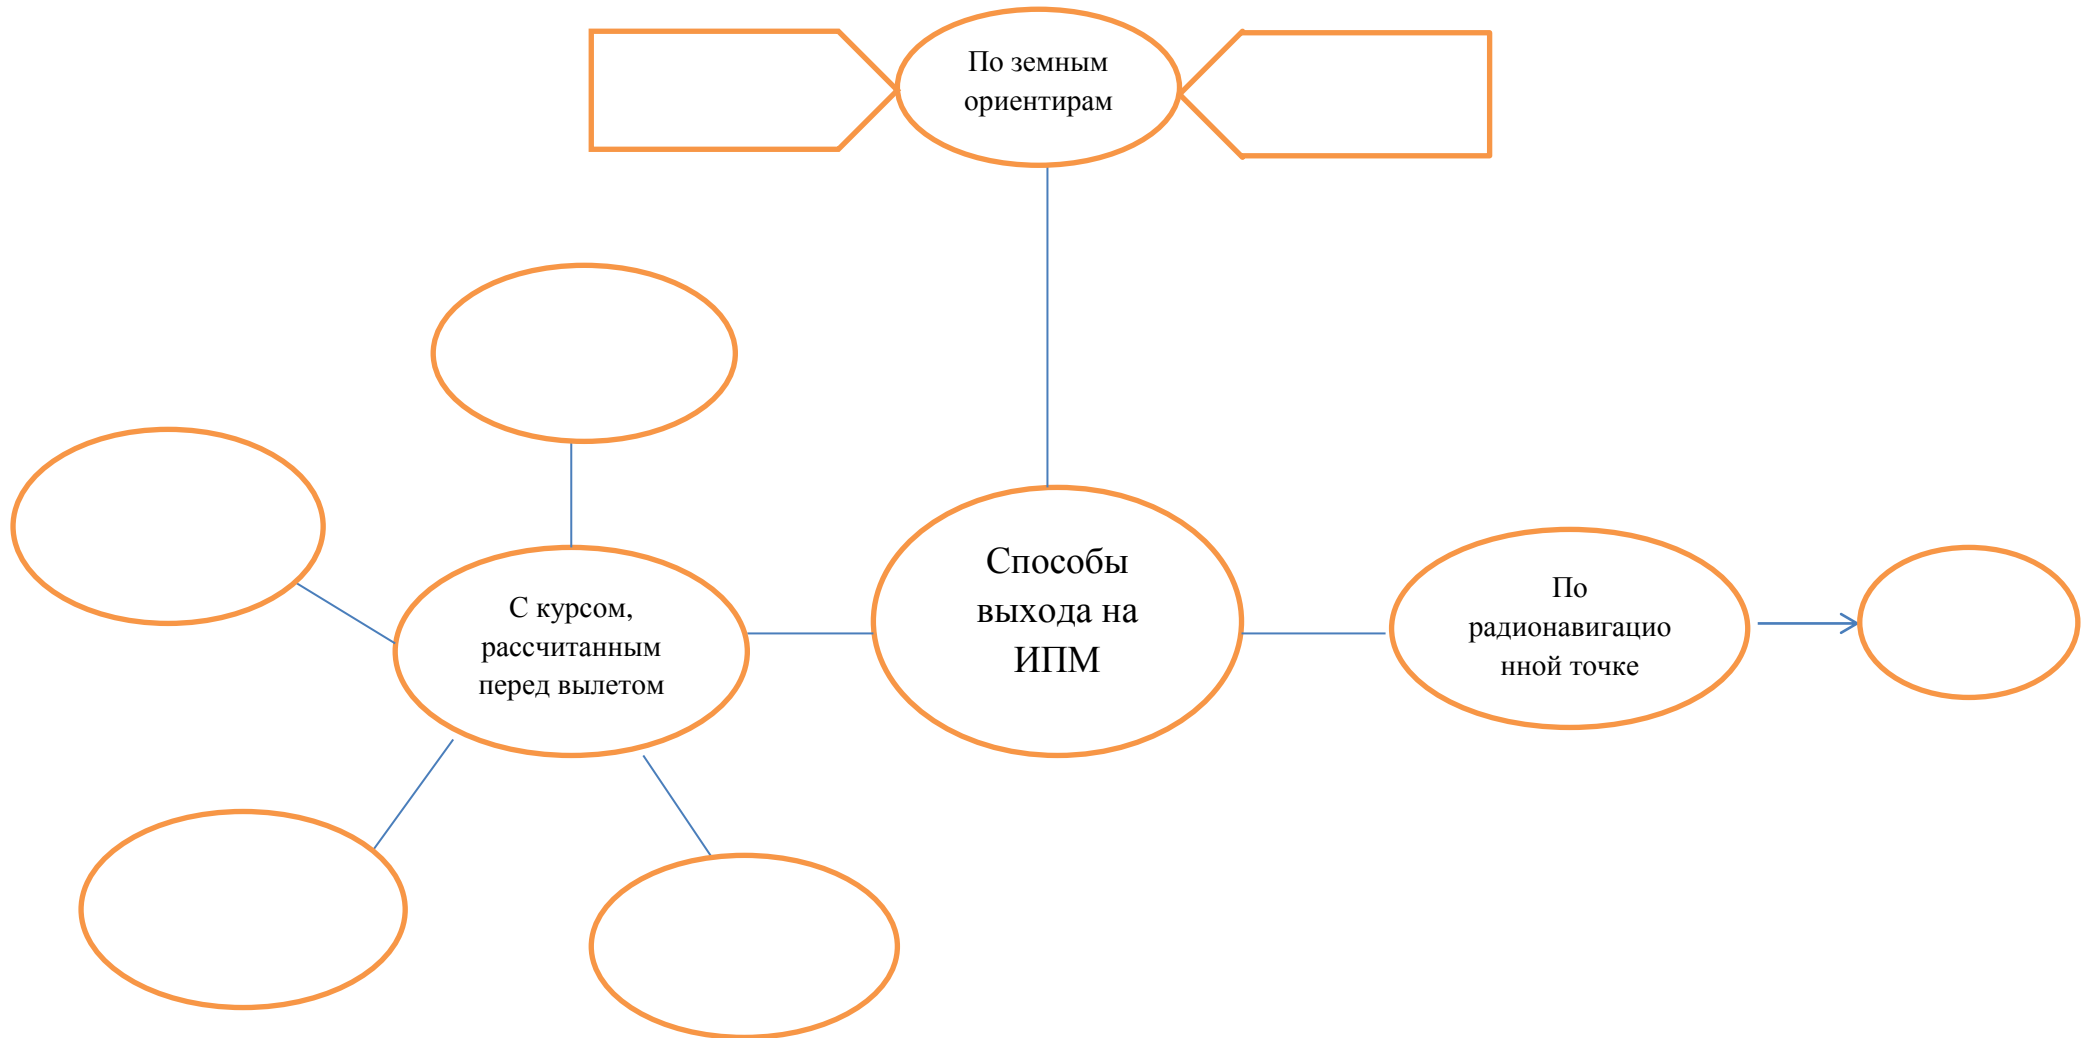 По земным
ориентирам
Способы
выхода на
ИПМ
С курсом,
рассчитанным
перед вылетом
По
радионавигацио
нной точке